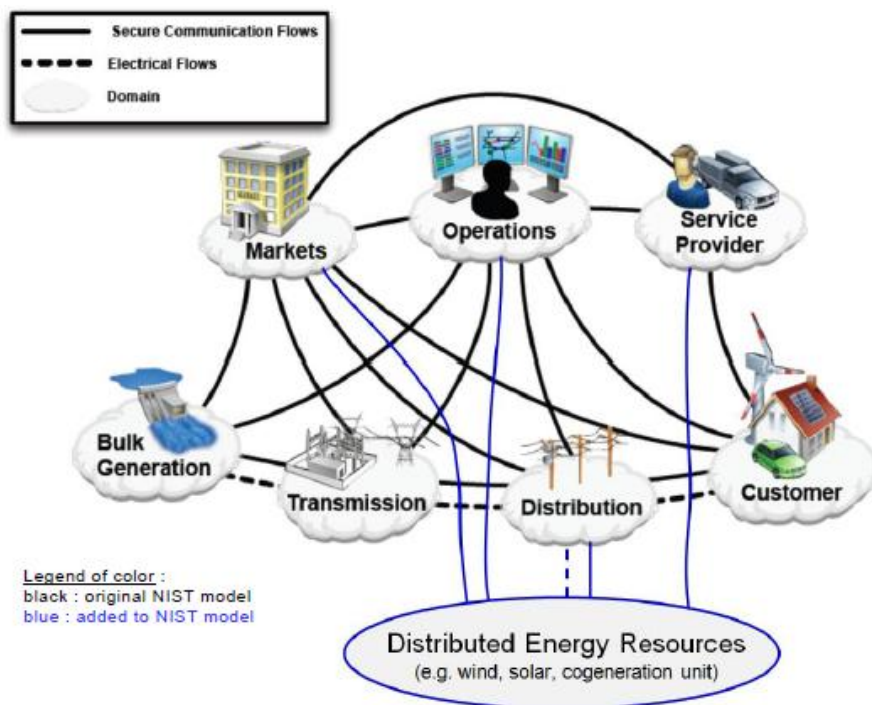 Secure Communication Flows
Electrical Flows
Domain
Markets
Operations
Service
Provider
Bulk
Generation
Transmission
Distribution
Customer
Legend of color :
black : original NIST model
blue : added to NIST model
Distributed Energy Resources
(e.g. wind, solar, cogeneration unit)